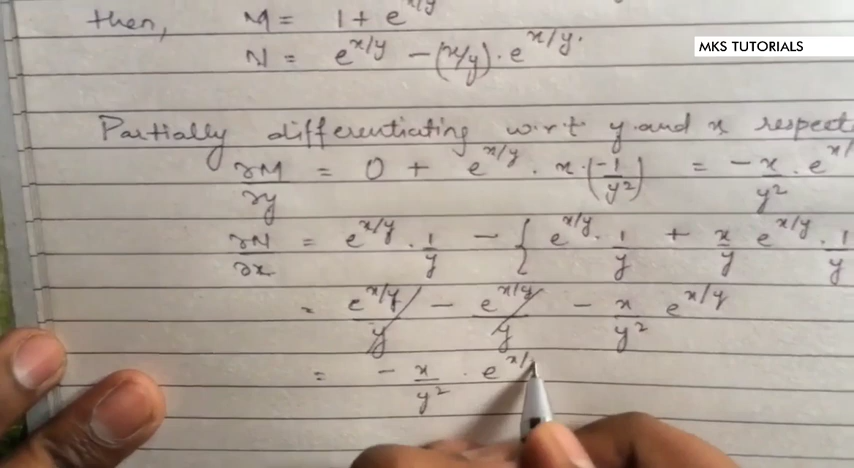 then, M = 1 + e^x/y
MKS TUTORIALS
N = e^x/y - (x/y) . e^x/y.
Partially differentiating w.r.t y and x respect
∂M/∂y = 0 + e^x/y . x . (-1/y²) = -x/y² . e^x/
∂N/∂x = e^x/y . 1/y - { e^x/y . 1/y + x/y e^x/y . 1/y
= e^x/y/y - e^x/y/y - x/y² e^x/y
= - x/y² . e^x/